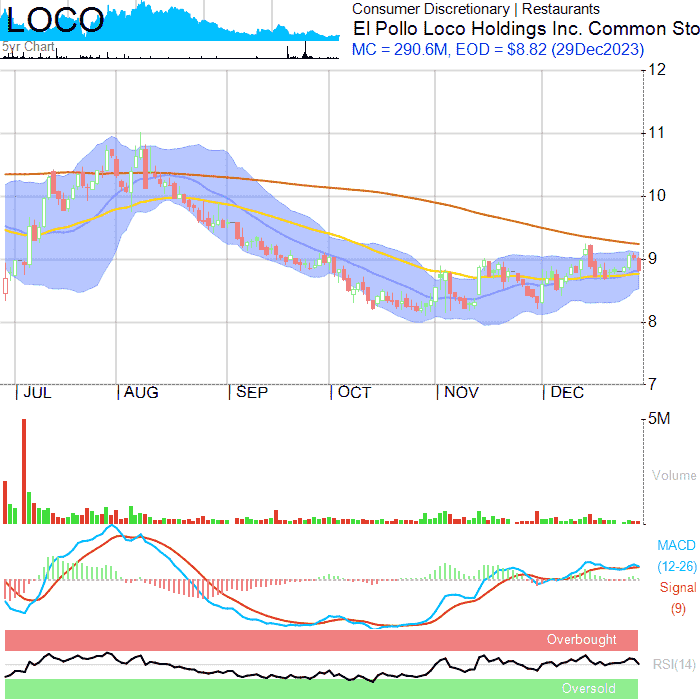 LOCO
5yr Chart
Consumer Discretionary | Restaurants
El Pollo Loco Holdings Inc. Common Sto
MC = 290.6M, EOD = $8.82 (29Dec2023)
12
11
10
9
8
7
JUL AUG SEP OCT NOV DEC
5M
Volume
MACD
(12-26)
Signal
(9)
Overbought
RSI(14)
Oversold